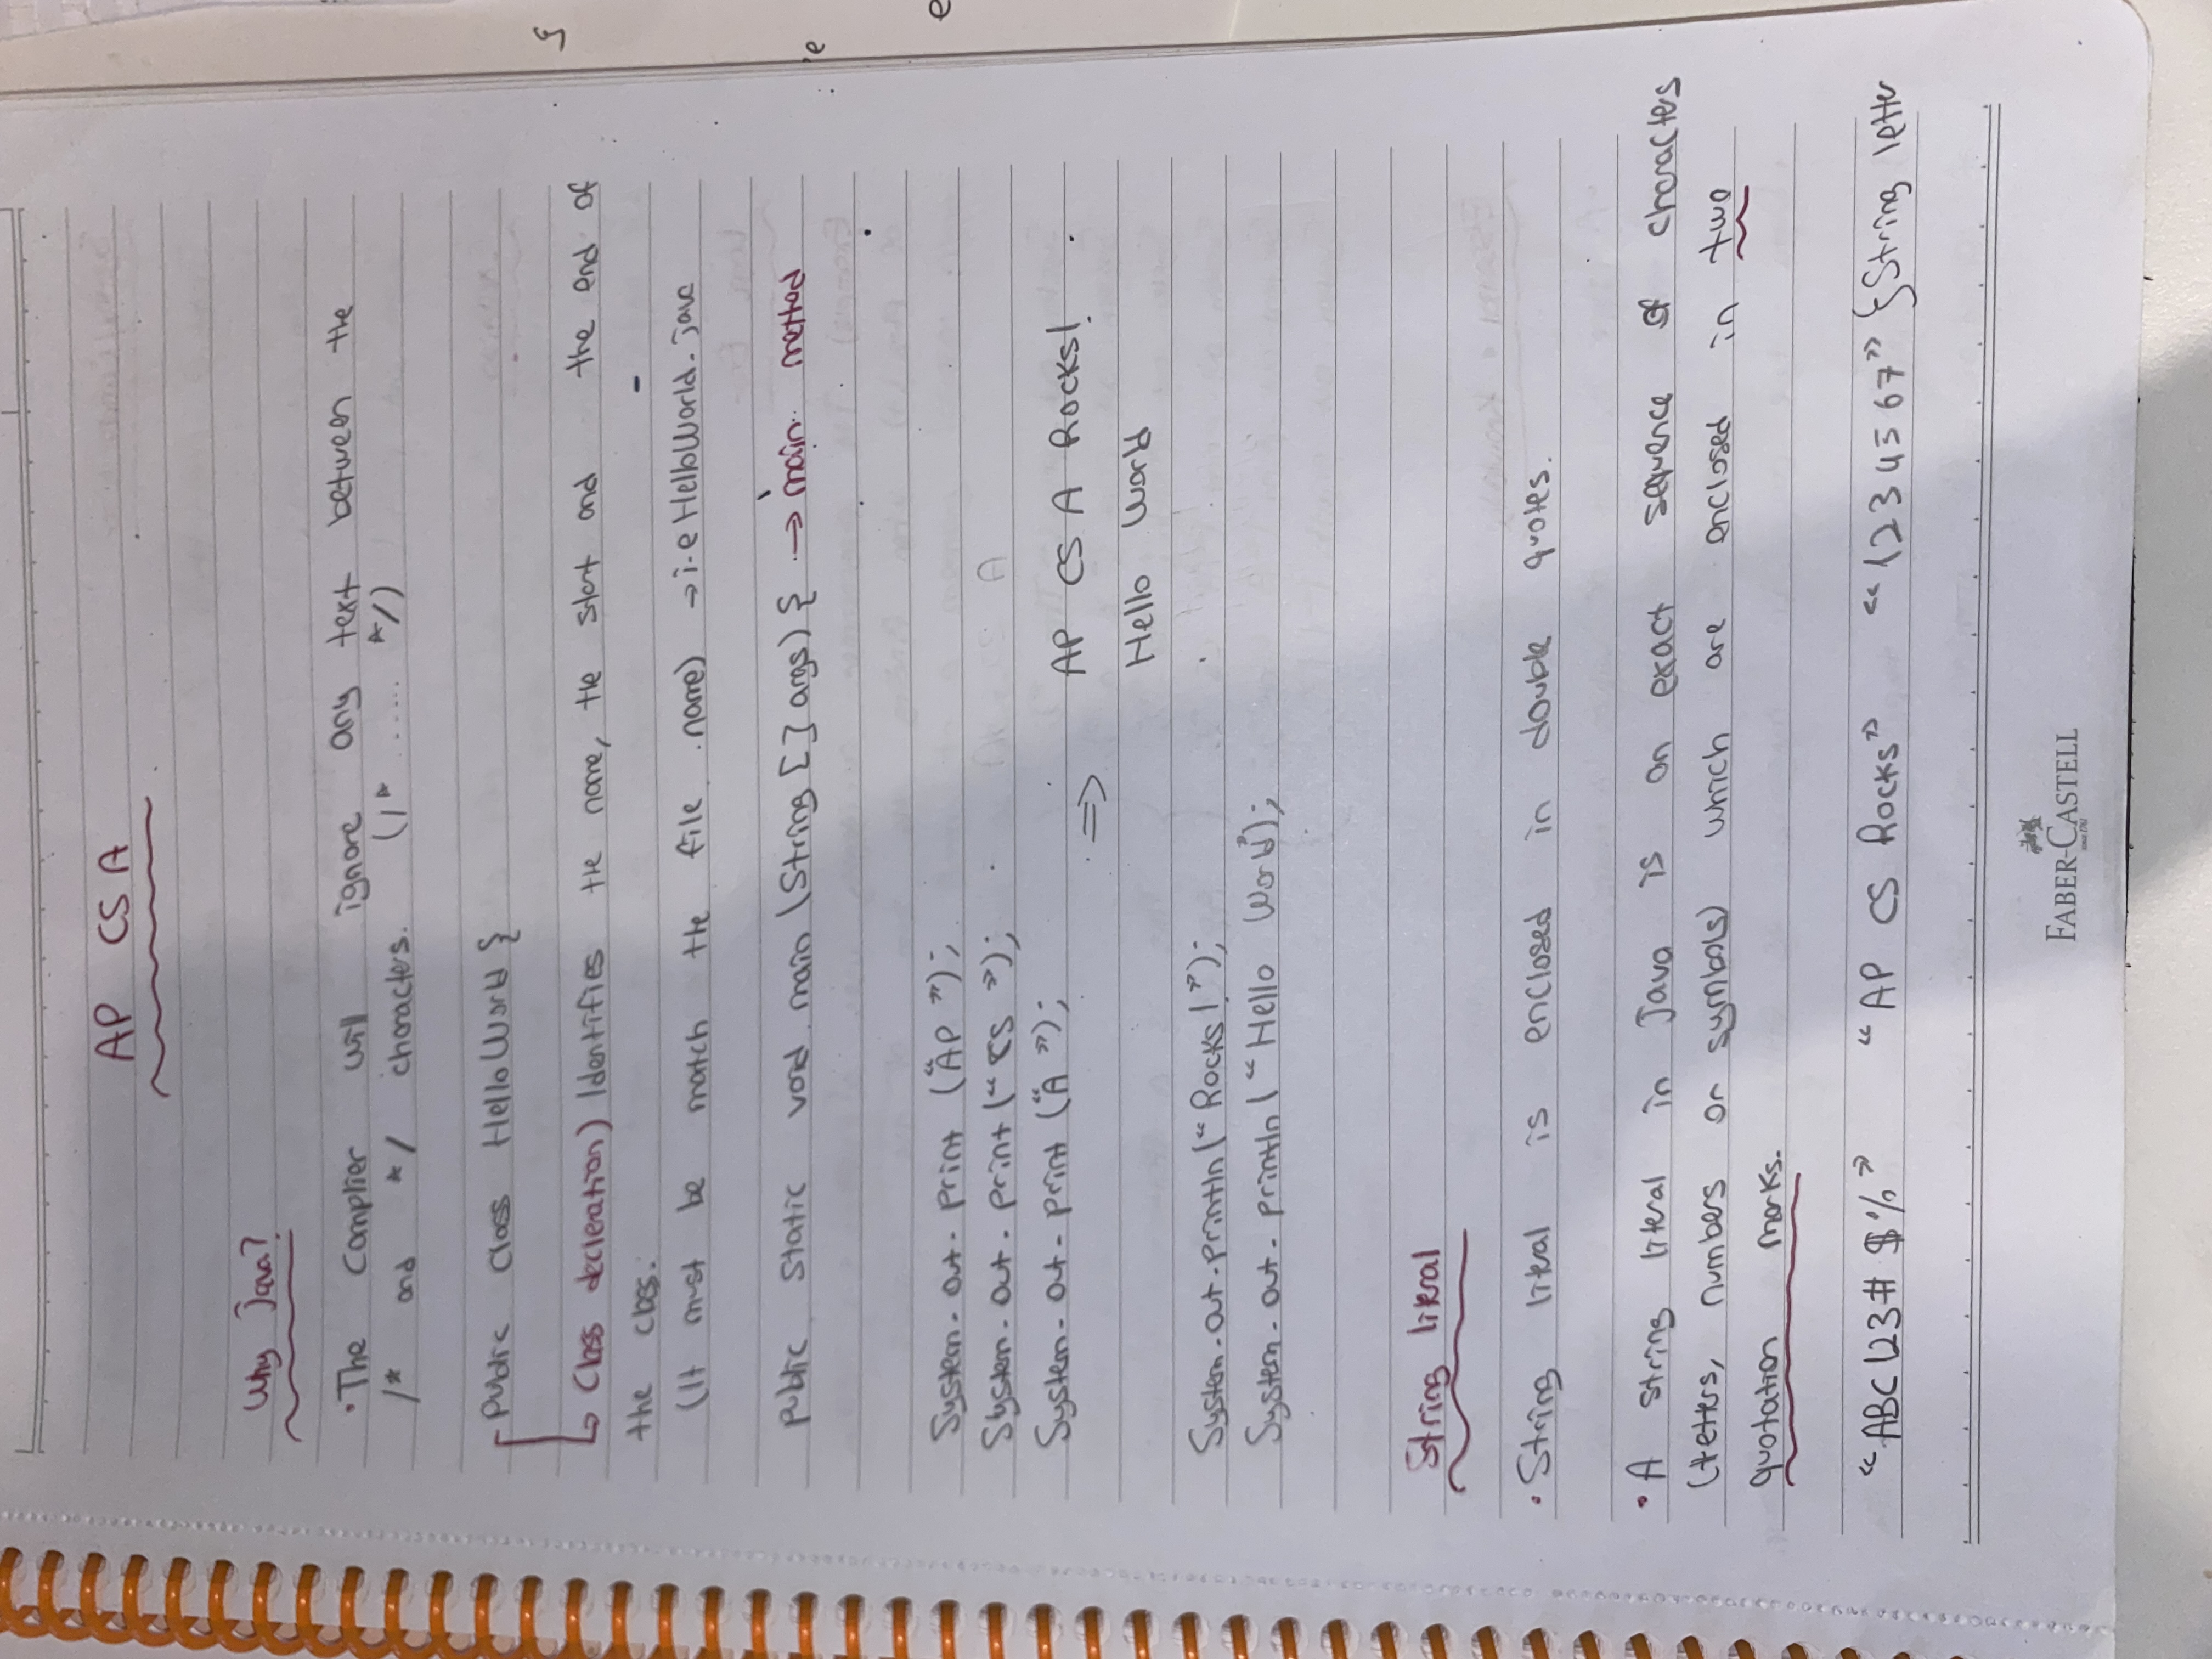 AP CS A
Why Java?
• The Complier will ignore any text between the
/* and */ characters. (/* ...... */)
Public Class HelloWorld {
Class decleration) Identifies the name, the start and the end of
the class.
(It must be match the file name) → i.e HelloWorld.java
Public static void main (String [] args) { → main method
System.out.print ("AP ");
System.out.print ("CS ");
System.out.print ("A ");
⇒ AP CS A Rocks!
Hello World
System.out.println ("Rocks!");
System.out.println ("Hello World");
String literal
• String literal is enclosed in double quotes.
• A string literal in Java is an exact sequence of characters
(letters, numbers or symbols) which are enclosed in two
quotation marks.
"ABC123#$%" "AP CS Rocks" "1234567" } String letter
FABER-CASTELL
since 1761